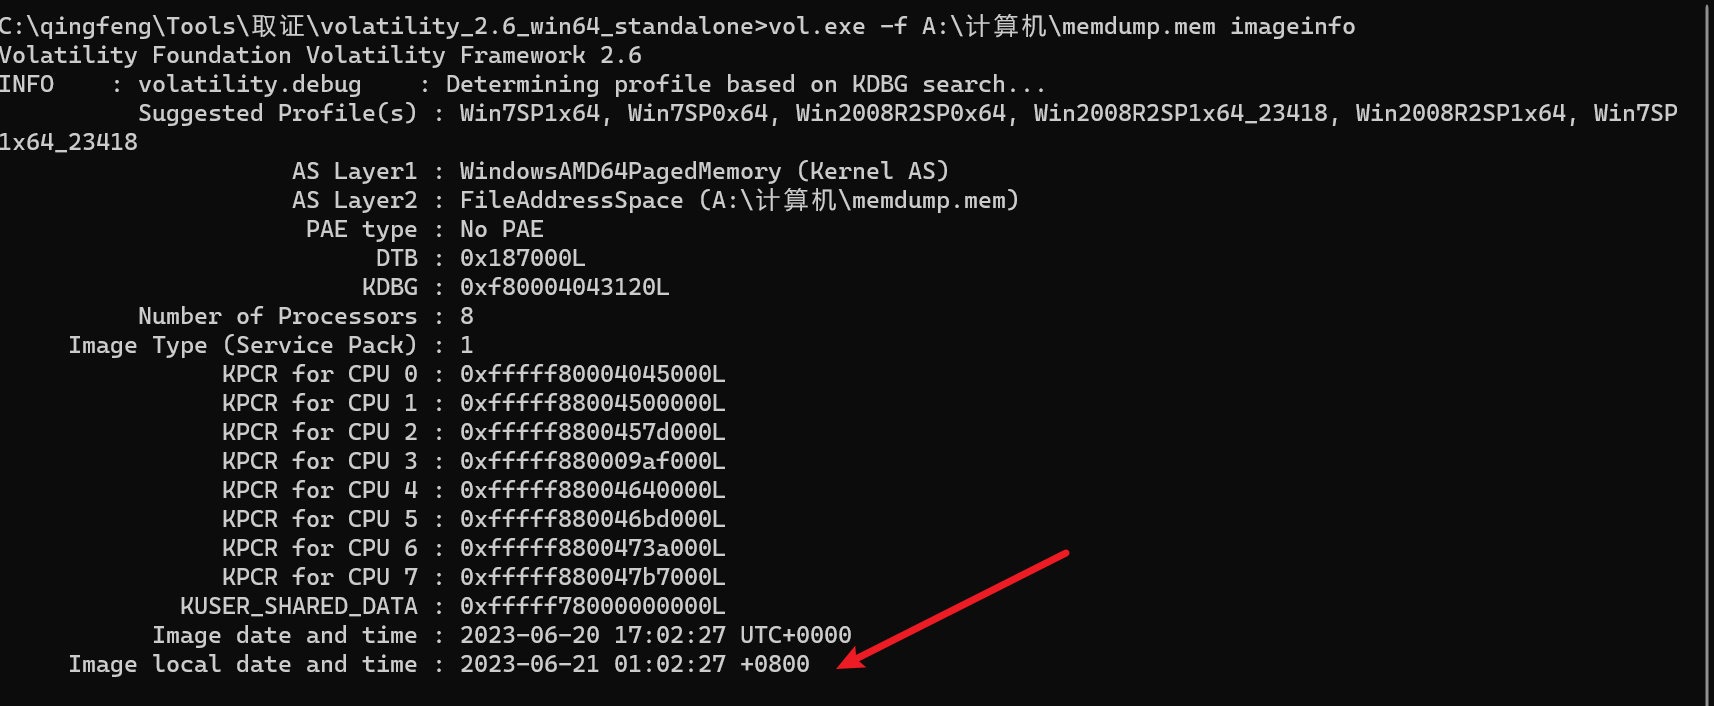 C:\qingfeng\Tools\取证\volatility_2.6_win64_standalone>vol.exe -f A:\计算机\memdump.mem imageinfo
Volatility Foundation Volatility Framework 2.6
INFO    : volatility.debug    : Determining profile based on KDBG search...
Suggested Profile(s) : Win7SP1x64, Win7SP0x64, Win2008R2SP0x64, Win2008R2SP1x64_23418, Win2008R2SP1x64, Win7SP
1x64_23418
AS Layer1 : WindowsAMD64PagedMemory (Kernel AS)
AS Layer2 : FileAddressSpace (A:\计算机\memdump.mem)
PAE type : No PAE
DTB : 0x187000L
KDBG : 0xf80004043120L
Number of Processors : 8
Image Type (Service Pack) : 1
KPCR for CPU 0 : 0xfffff80004045000L
KPCR for CPU 1 : 0xfffff88004500000L
KPCR for CPU 2 : 0xfffff8800457d000L
KPCR for CPU 3 : 0xfffff880009af000L
KPCR for CPU 4 : 0xfffff88004640000L
KPCR for CPU 5 : 0xfffff880046bd000L
KPCR for CPU 6 : 0xfffff8800473a000L
KPCR for CPU 7 : 0xfffff880047b7000L
KUSER_SHARED_DATA : 0xfffff78000000000L
Image date and time : 2023-06-20 17:02:27 UTC+0000
Image local date and time : 2023-06-21 01:02:27 +0800